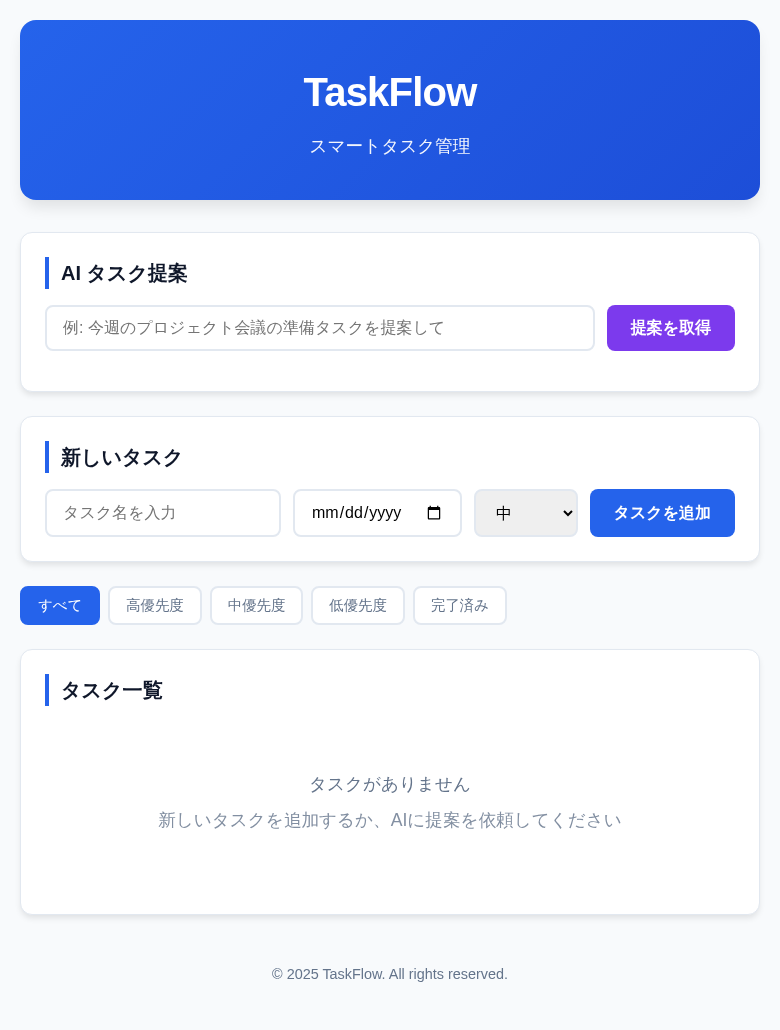 TaskFlow
スマートタスク管理
AI タスク提案
例: 今週のプロジェクト会議の準備タスクを提案して
提案を取得
新しいタスク
タスク名を入力
mm/dd/yyyy
中
タスクを追加
すべて
高優先度
中優先度
低優先度
完了済み
タスク一覧
タスクがありません
新しいタスクを追加するか、AIに提案を依頼してください
© 2025 TaskFlow. All rights reserved.